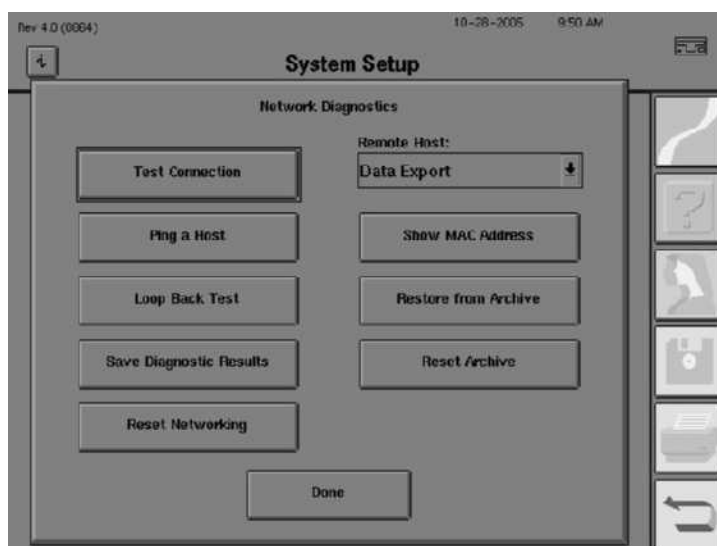 Rev 4.0 (0064)
10-28-2005 9:50 AM
i
System Setup
Network Diagnostics
Remote Host:
Test Connection
Data Export
Ping a Host
Show MAC Address
Loop Back Test
Restore from Archive
Save Diagnostic Results
Reset Archive
Reset Networking
Done
?